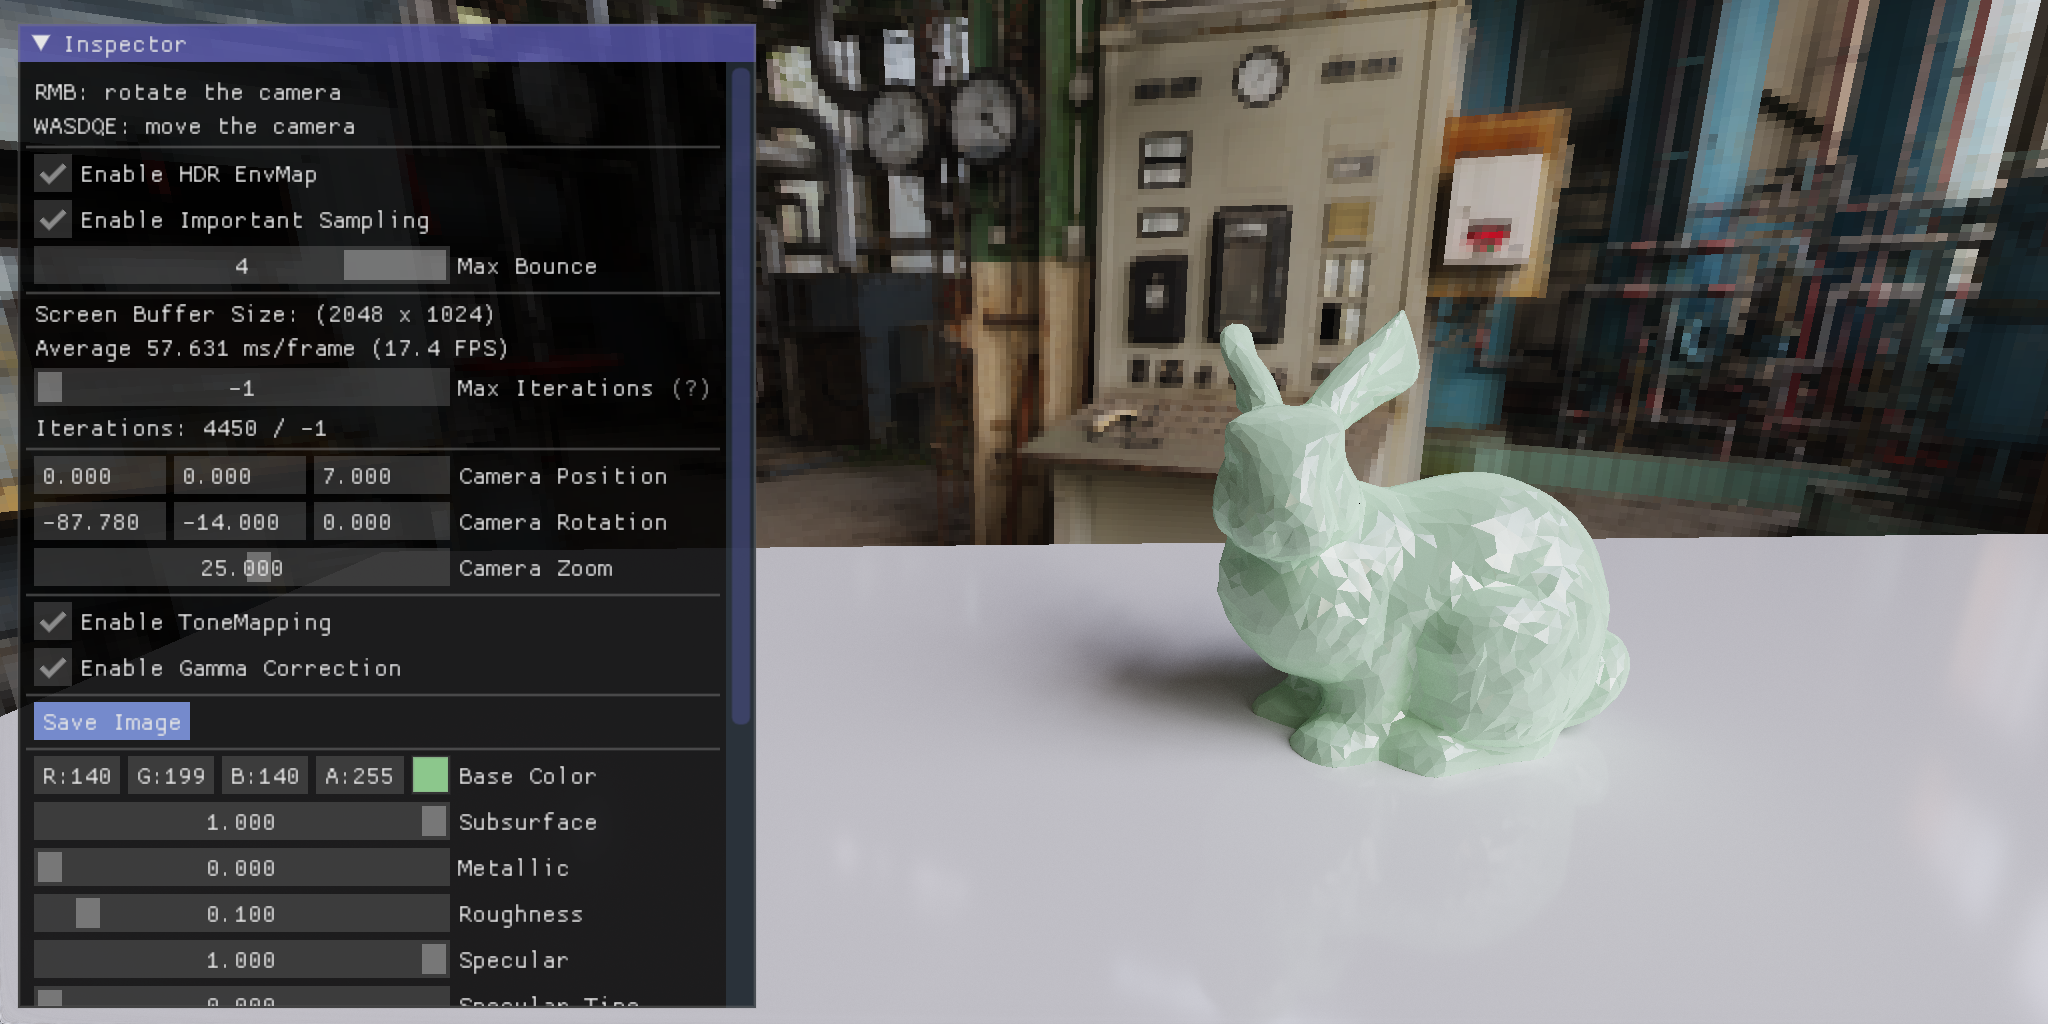 Inspector
RMB: rotate the camera
WASDQE: move the camera
Enable HDR EnvMap
Enable Important Sampling
4 Max Bounce
Screen Buffer Size: (2048 x 1024)
Average 57.631 ms/frame (17.4 FPS)
-1 Max Iterations (?)
Iterations: 4450 / -1
0.000 0.000 7.000 Camera Position
-87.780 -14.000 0.000 Camera Rotation
25.000 Camera Zoom
Enable ToneMapping
Enable Gamma Correction
Save Image
R:140 G:199 B:140 A:255 Base Color
1.000 Subsurface
0.000 Metallic
0.100 Roughness
1.000 Specular
0.000 Specular Tint